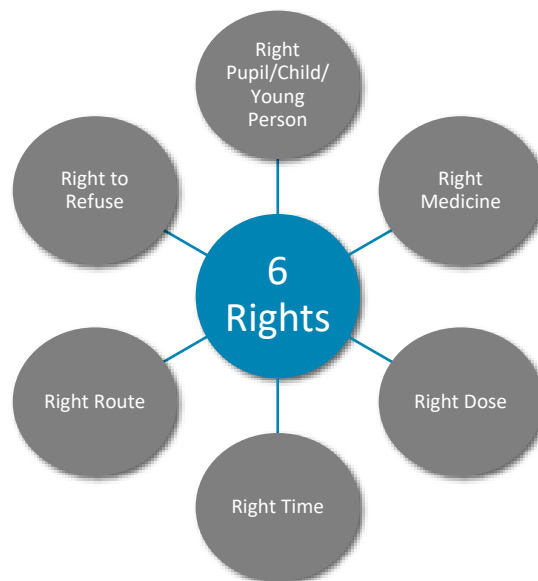 Right
Pupil/Child/
Young
Person
Right to
Refuse
Right
Medicine
6
Rights
Right Route
Right Dose
Right Time